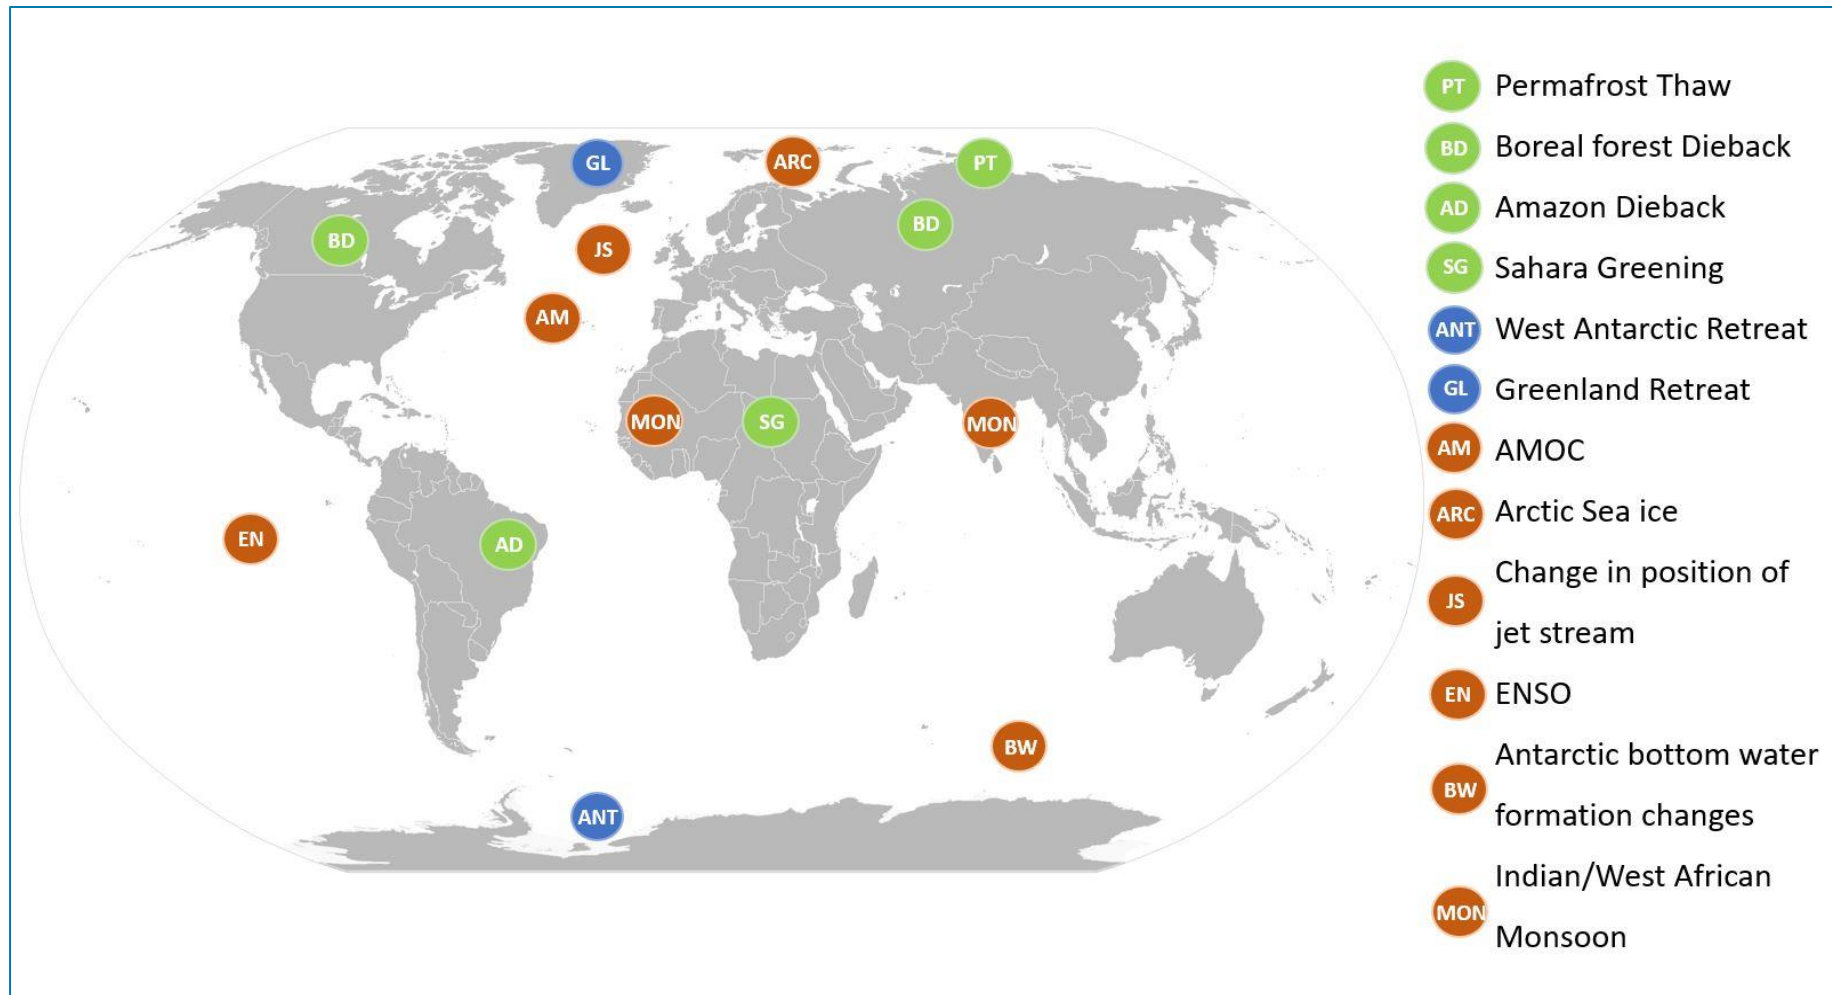 GL
ARC
PT
BD
BD
JS
AM
MON
SG
MON
EN
AD
BW
ANT
PT Permafrost Thaw
BD Boreal forest Dieback
AD Amazon Dieback
SG Sahara Greening
ANT West Antarctic Retreat
GL Greenland Retreat
AM AMOC
ARC Arctic Sea ice
JS Change in position of
jet stream
EN ENSO
BW Antarctic bottom water
formation changes
MON Indian/West African
Monsoon